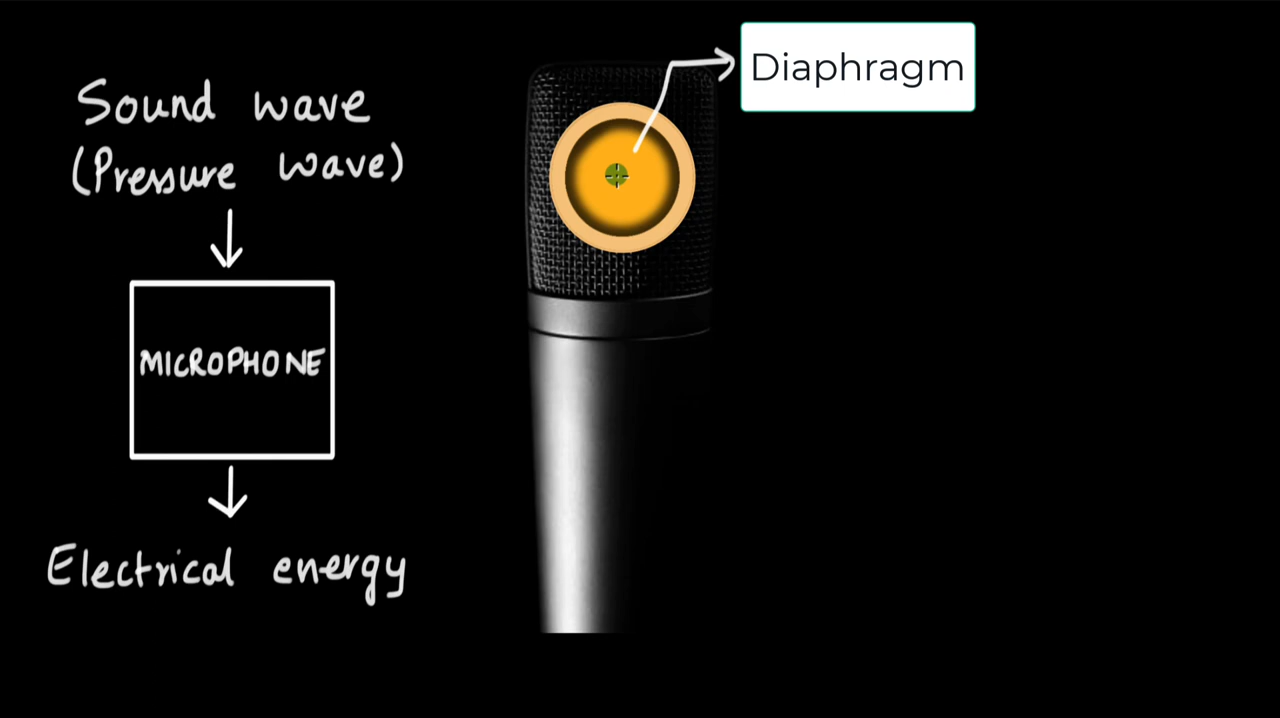 Sound wave
(Pressure wave)
MICROPHONE
Electrical energy
Diaphragm